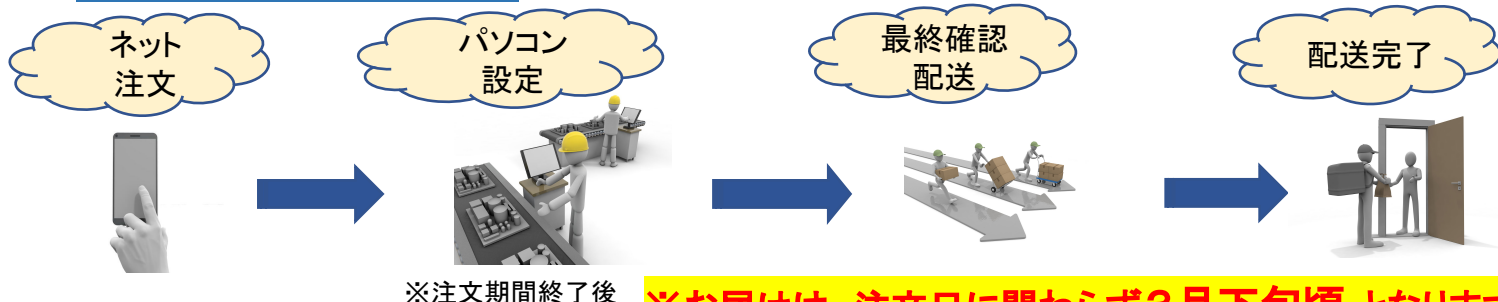 ネット
注文
パソコン
設定
最終確認
配送
配送完了
※注文期間終了後
※お届けは、注文日に関わらず３月下旬頃 となります